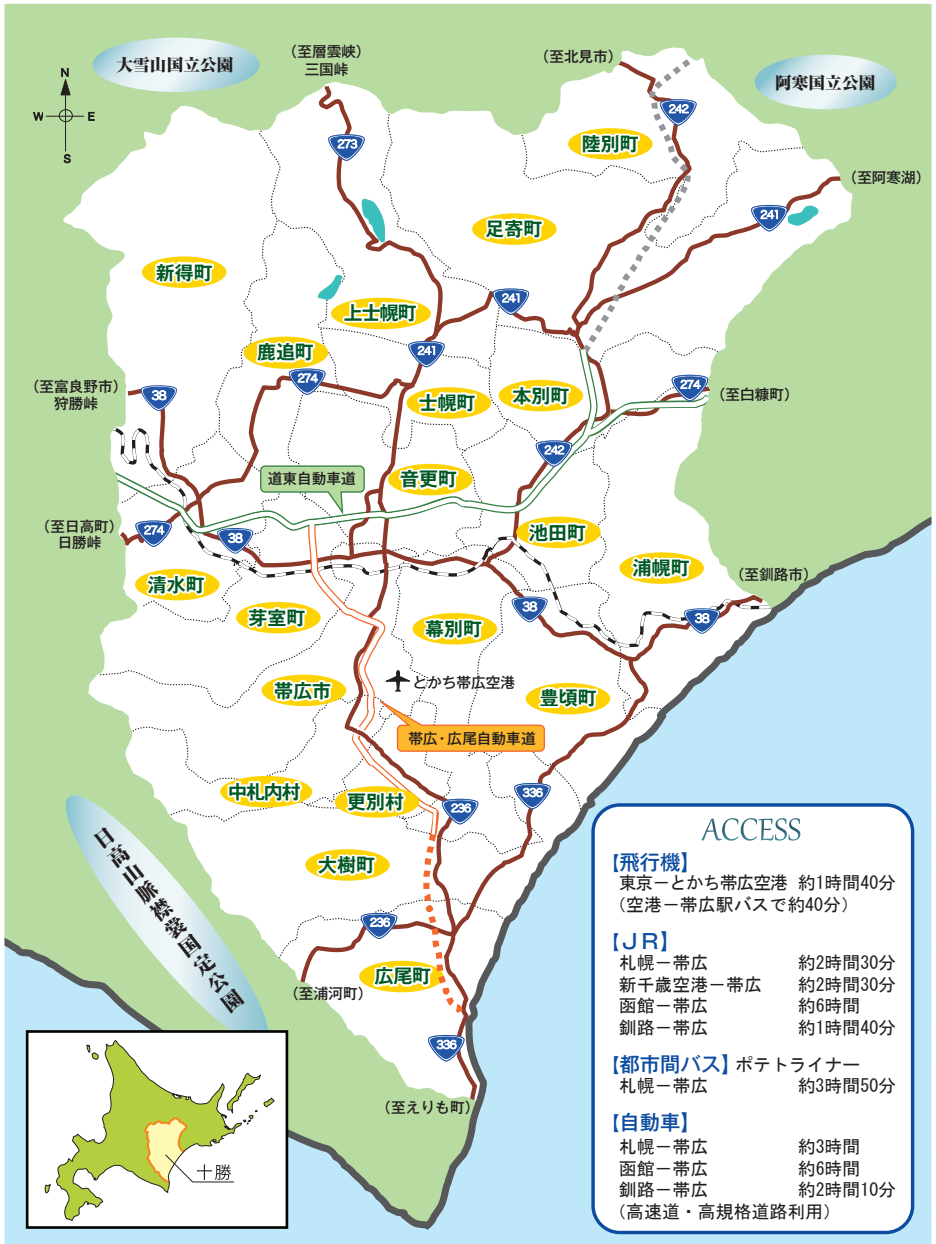 大雪山国立公園
(至層雲峡)
三国峠
(至北見市)
阿寒国立公園
N
W
E
S
273
242
陸別町
(至阿寒湖)
241
足寄町
新得町
上士幌町
241
鹿追町
241
274
(至富良野市)
狩勝峠
38
士幌町
本別町
274
(至白糠町)
242
道東自動車道
音更町
(至日高町)
日勝峠
274
38
池田町
浦幌町
(至釧路市)
清水町
芽室町
幕別町
38
38
帯広市
とかち帯広空港
豊頃町
帯広・広尾自動車道
中札内村
更別村
236
336
大樹町
236
広尾町
(至浦河町)
336
(至えりも町)
日高山脈襟裳国定公園
十勝
ACCESS
【飛行機】
東京－とかち帯広空港 約1時間40分
(空港－帯広駅バスで約40分)
【JR】
札幌－帯広 約2時間30分
新千歳空港－帯広 約2時間30分
函館－帯広 約6時間
釧路－帯広 約1時間40分
【都市間バス】ポテトライナー
札幌－帯広 約3時間50分
【自動車】
札幌－帯広 約3時間
函館－帯広 約6時間
釧路－帯広 約2時間10分
(高速道・高規格道路利用)